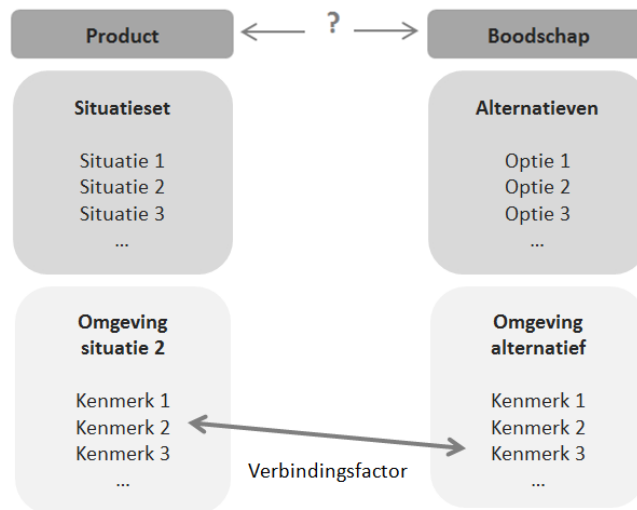 Product
?
Boodschap
Situatieset
Situatie 1
Situatie 2
Situatie 3
...
Alternatieven
Optie 1
Optie 2
Optie 3
...
Omgeving
situatie 2
Kenmerk 1
Kenmerk 2
Kenmerk 3
...
Omgeving
alternatief
Kenmerk 1
Kenmerk 2
Kenmerk 3
...
Verbindingsfactor